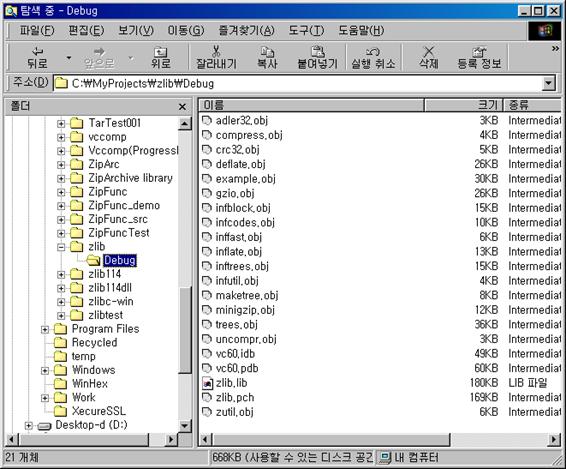 탐색 중 - Debug
파일(F) 편집(E) 보기(V) 이동(G) 즐겨찾기(A) 도구(T) 도움말(H)
뒤로 앞으로 위로 잘라내기 복사 붙여넣기 실행 취소 삭제 등록 정보
주소(D) C:₩MyProjects₩zlib₩Debug
폴더
TarTest001
vccomp
Vccomp(Progressl
ZipArc
ZipArchive library
ZipFunc
ZipFunc_demo
ZipFunc_src
ZipFuncTest
zlib
Debug
zlib114
zlib114dll
zlibc-win
zlibtest
Program Files
Recycled
temp
Windows
WinHex
Work
XecureSSL
Desktop-d (D:)
이름 크기 종류
adler32.obj 3KB Intermediat
compress.obj 4KB Intermediat
crc32.obj 5KB Intermediat
deflate.obj 26KB Intermediat
example.obj 30KB Intermediat
gzio.obj 26KB Intermediat
infblock.obj 15KB Intermediat
infcodes.obj 10KB Intermediat
inffast.obj 6KB Intermediat
inflate.obj 13KB Intermediat
inftrees.obj 15KB Intermediat
infutil.obj 4KB Intermediat
maketree.obj 8KB Intermediat
minigzip.obj 12KB Intermediat
trees.obj 36KB Intermediat
uncompr.obj 3KB Intermediat
vc60.idb 49KB Intermediat
vc60.pdb 60KB Intermediat
zlib.lib 180KB LIB 파일
zlib.pch 169KB Intermediat
zutil.obj 6KB Intermediat
21 개체 668KB (사용할 수 있는 디스크 공간 내 컴퓨터